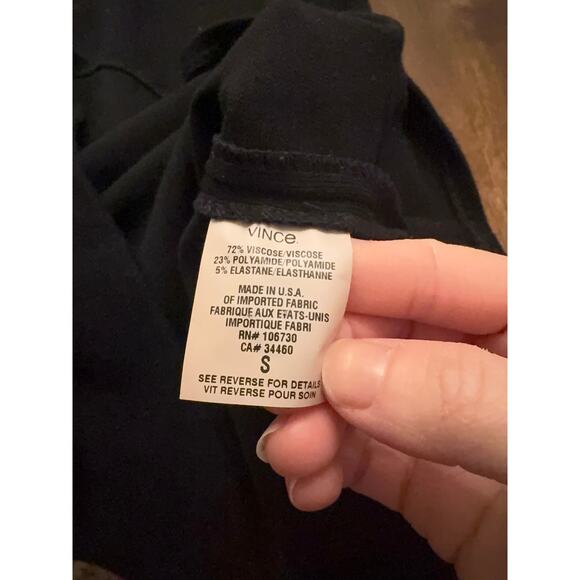 VINCE.
72% VISCOSE/VISCOSE
23% POLYAMIDE/POLYAMIDE
5% ELASTANE/ELASTHANNE
MADE IN U.S.A.
OF IMPORTED FABRIC
FABRIQUE AUX ETATS-UNIS
IMPORTIQUE FABRI
RN# 106730
CA# 34460
S
SEE REVERSE FOR DETAILS
VIT REVERSE POUR SOIN